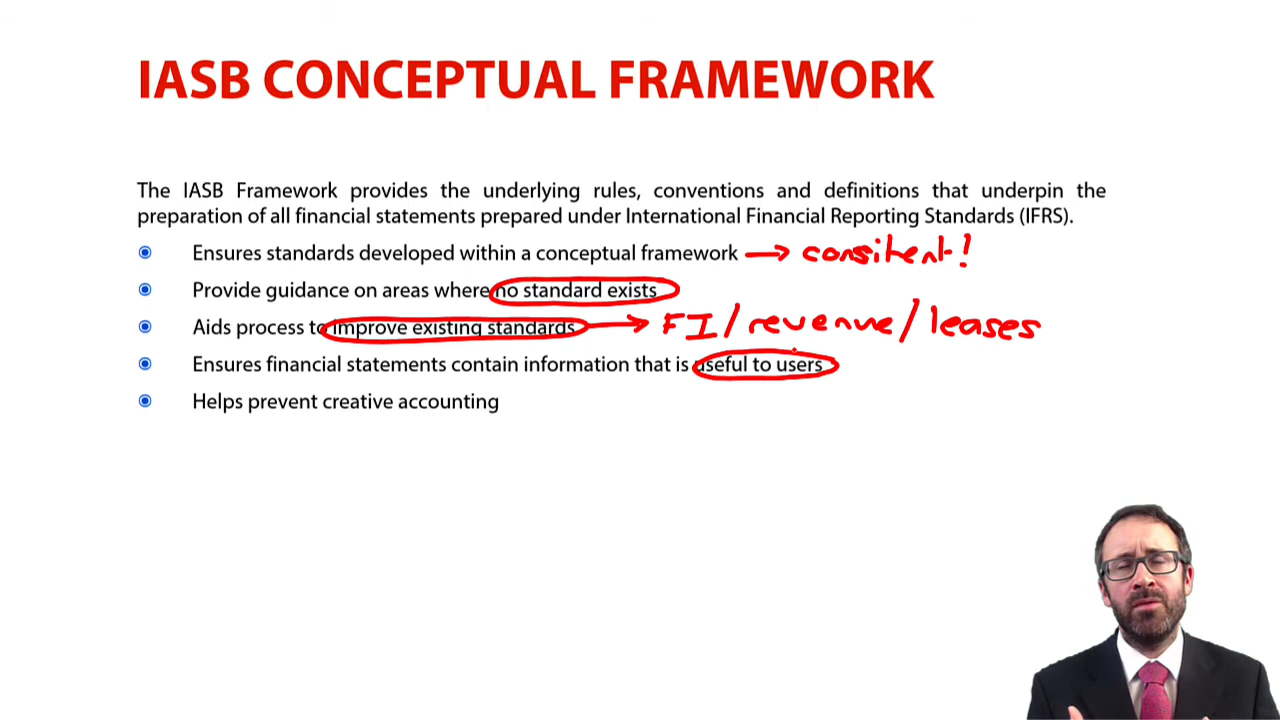 IASB CONCEPTUAL FRAMEWORK
The IASB Framework provides the underlying rules, conventions and definitions that underpin the
preparation of all financial statements prepared under International Financial Reporting Standards (IFRS).
Ensures standards developed within a conceptual framework → consitent!
Provide guidance on areas where no standard exists
Aids process to improve existing standards → FI/revenue/leases
Ensures financial statements contain information that is useful to users
Helps prevent creative accounting